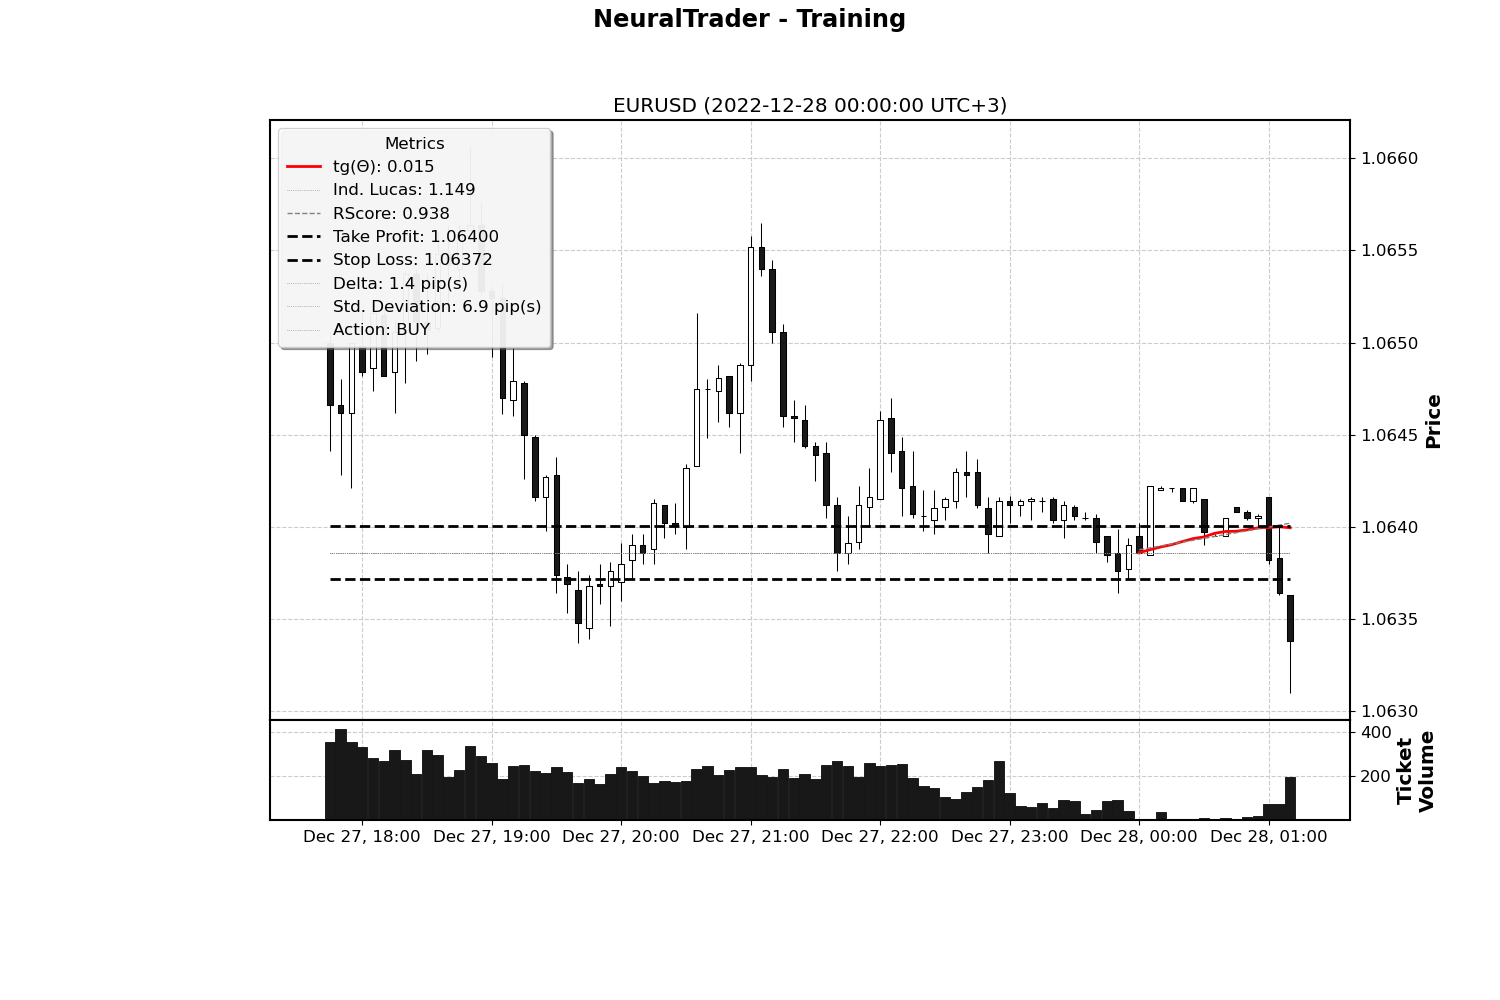 NeuralTrader - Training
EURUSD (2022-12-28 00:00:00 UTC+3)
Metrics
tg(Θ): 0.015
Ind. Lucas: 1.149
RScore: 0.938
Take Profit: 1.06400
Stop Loss: 1.06372
Delta: 1.4 pip(s)
Std. Deviation: 6.9 pip(s)
Action: BUY
1.0660
1.0655
1.0650
1.0645
1.0640
1.0635
1.0630
Price
400
200
Ticket
Volume
Dec 27, 18:00 Dec 27, 19:00 Dec 27, 20:00 Dec 27, 21:00 Dec 27, 22:00 Dec 27, 23:00 Dec 28, 00:00 Dec 28, 01:00